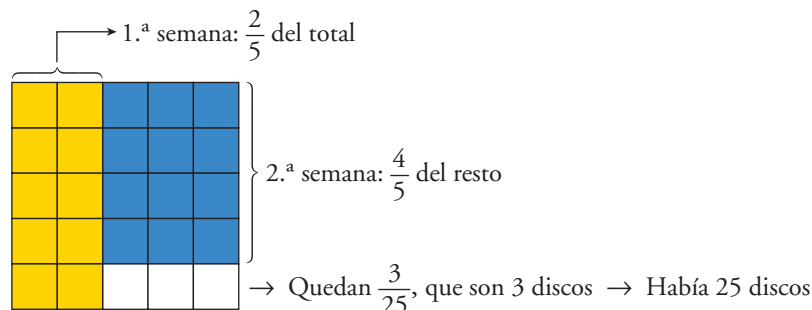 1.ª semana: 2/5 del total
2.ª semana: 4/5 del resto
→ Quedan 3/25, que son 3 discos → Había 25 discos